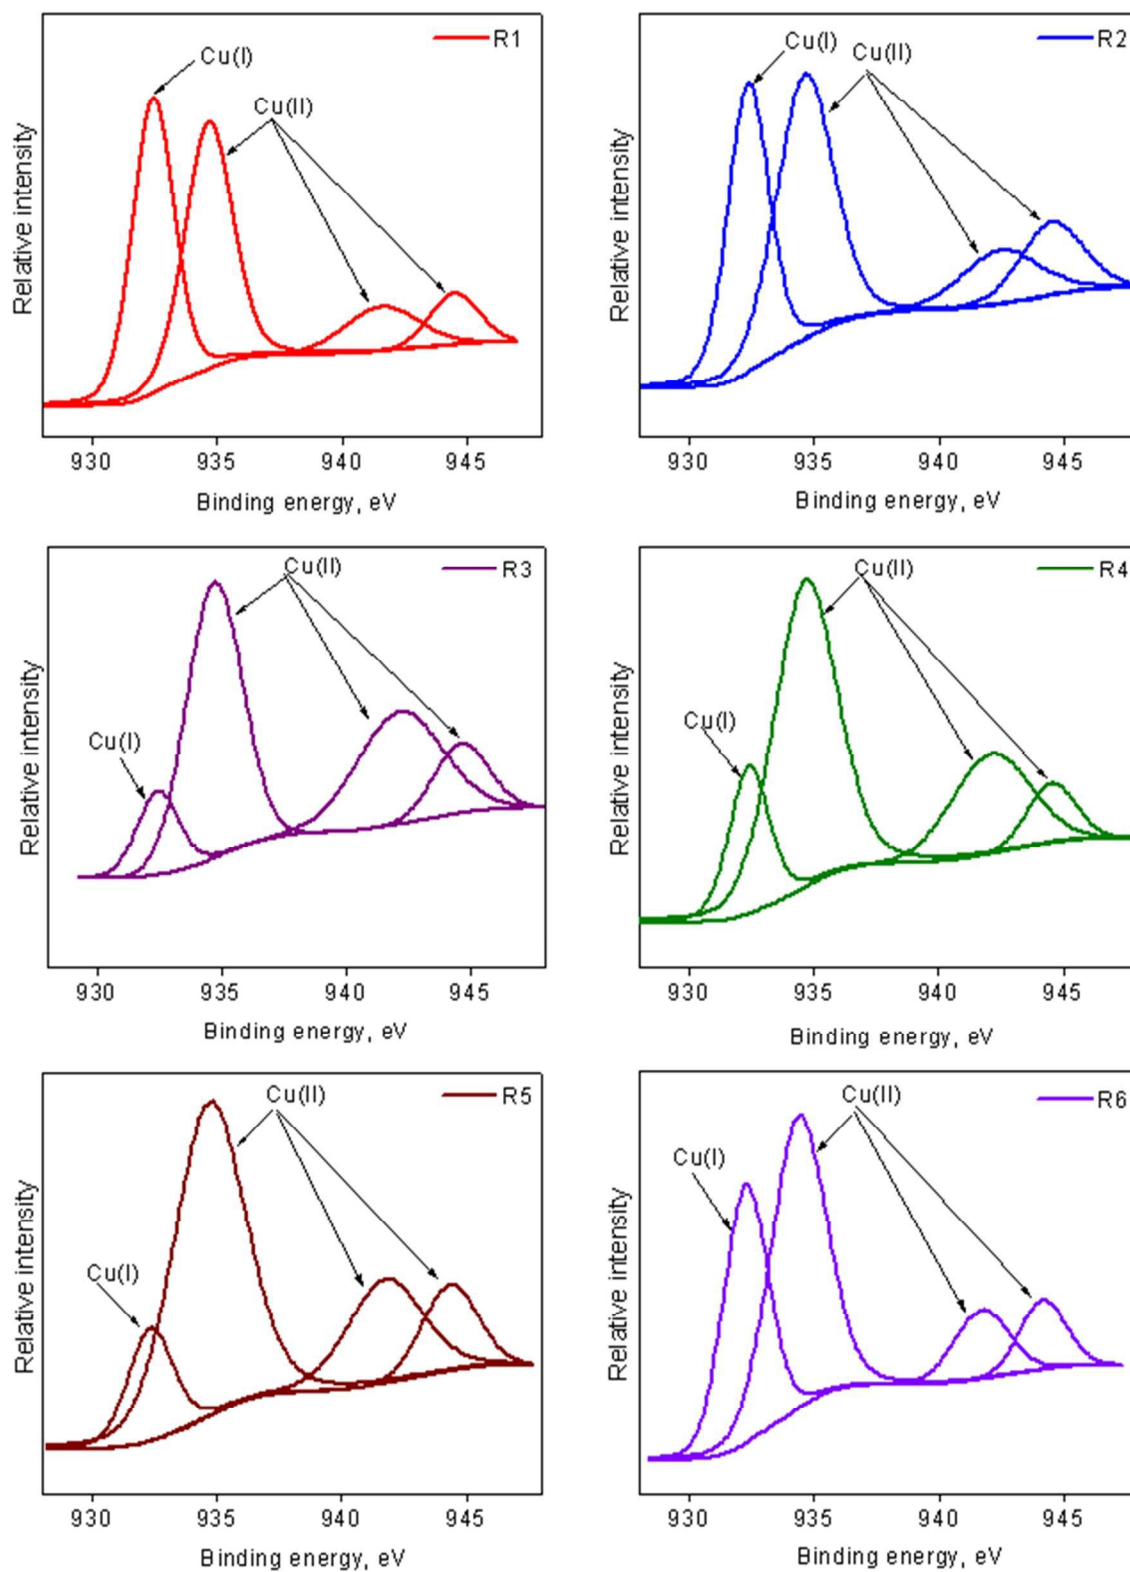 R1
Cu(I)
Cu(II)
Relative intensity
930 935 940 945
Binding energy, eV
R2
Cu(I)
Cu(II)
Relative intensity
930 935 940 945
Binding energy, eV
R3
Cu(II)
Cu(I)
Relative intensity
930 935 940 945
Binding energy, eV
R4
Cu(II)
Cu(I)
Relative intensity
930 935 940 945
Binding energy, eV
R5
Cu(II)
Cu(I)
Relative intensity
930 935 940 945
Binding energy, eV
R6
Cu(II)
Cu(I)
Relative intensity
930 935 940 945
Binding energy, eV